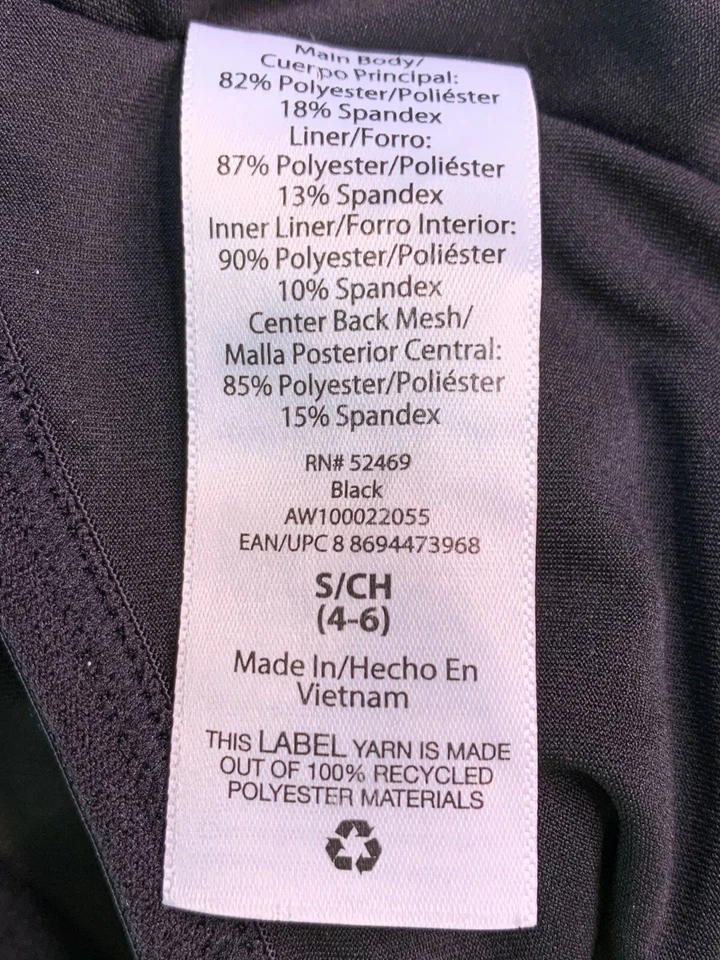 Main Body/
Cuerpo Principal:
82% Polyester/Poliéster
18% Spandex
Liner/Forro:
87% Polyester/Poliéster
13% Spandex
Inner Liner/Forro Interior:
90% Polyester/Poliéster
10% Spandex
Center Back Mesh/
Malla Posterior Central:
85% Polyester/Poliéster
15% Spandex
RN# 52469
Black
AW100022055
EAN/UPC 8 8694473968
S/CH
(4-6)
Made In/Hecho En
Vietnam
THIS LABEL YARN IS MADE
OUT OF 100% RECYCLED
POLYESTER MATERIALS